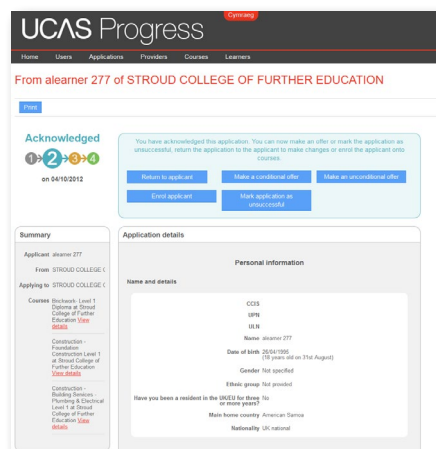 Cymraeg
UCAS Progress
Home Users Applications Providers Courses Learners
From alearner 277 of STROUD COLLEGE OF FURTHER EDUCATION
Print
Acknowledged
1 2 3 4
on 04/10/2012
You have acknowledged this application. You can now make an offer or mark the application as
unsuccessful, return the application to the applicant to make changes or enrol the applicant onto
courses
Return to applicant Make a conditional offer Make an unconditional offer
Enrol applicant Mark application as
unsuccessful
Summary
Applicant alearner 277
From STROUD COLLEGE
Applying to STROUD COLLEGE
Courses Brickwork- Level 1
Diploma at Stroud
College of Further
Education View
details
Construction -
Foundation
Construction Level 1
at Stroud College of
Further Education
View details
Construction -
Building Services -
Plumbing & Electrical
Level 1 at Stroud
College of Further
Education View
details
Application details
Personal information
Name and details
CCIS
UPN
ULN
Name alearner 277
Date of birth 26/04/1995
(16 years old on 31st August)
Gender Not specified
Ethnic group Not provided
Have you been a resident in the UK/EU for three No
or more years?
Main home country American Samoa
Nationality UK national